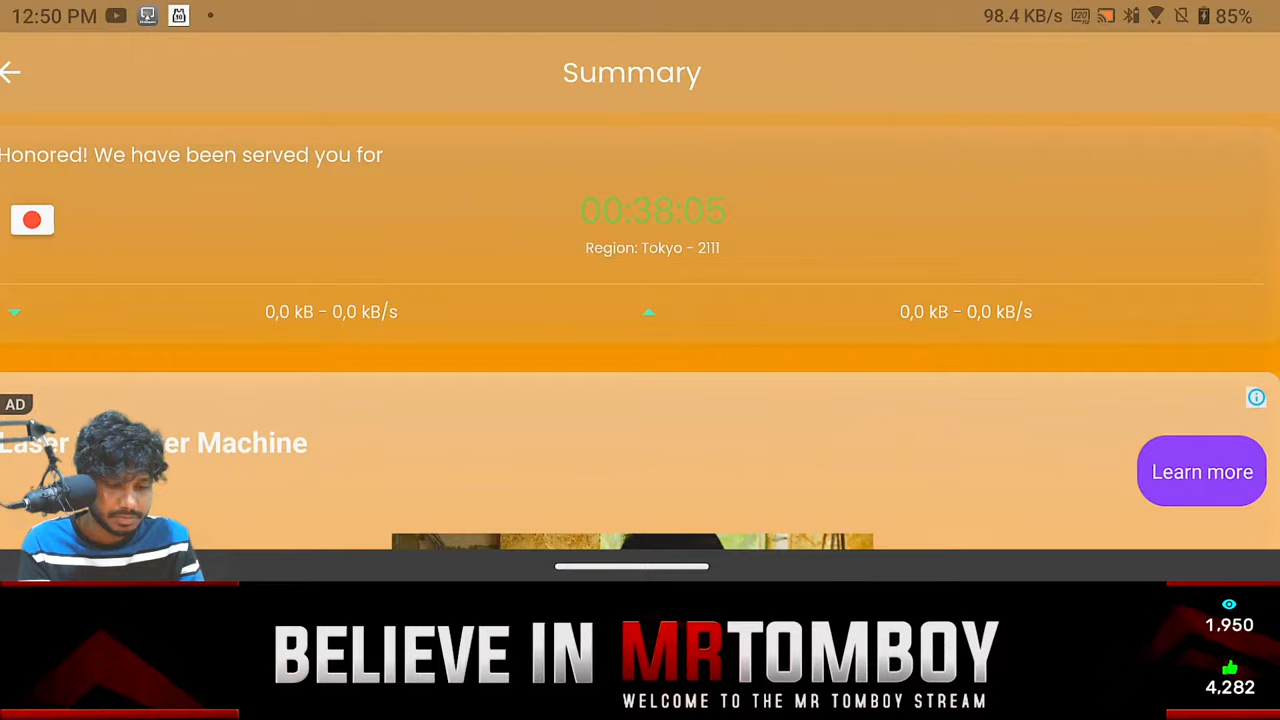 12:50 PM
98.4 KB/s
85%
Summary
Honored! We have been served you for
00:38:05
Region: Tokyo - 2111
0,0 kB - 0,0 kB/s
0,0 kB - 0,0 kB/s
AD
Laser er Machine
Learn more
BELIEVE IN MRTOMBOY
WELCOME TO THE MR TOMBOY STREAM
1,950
4,282